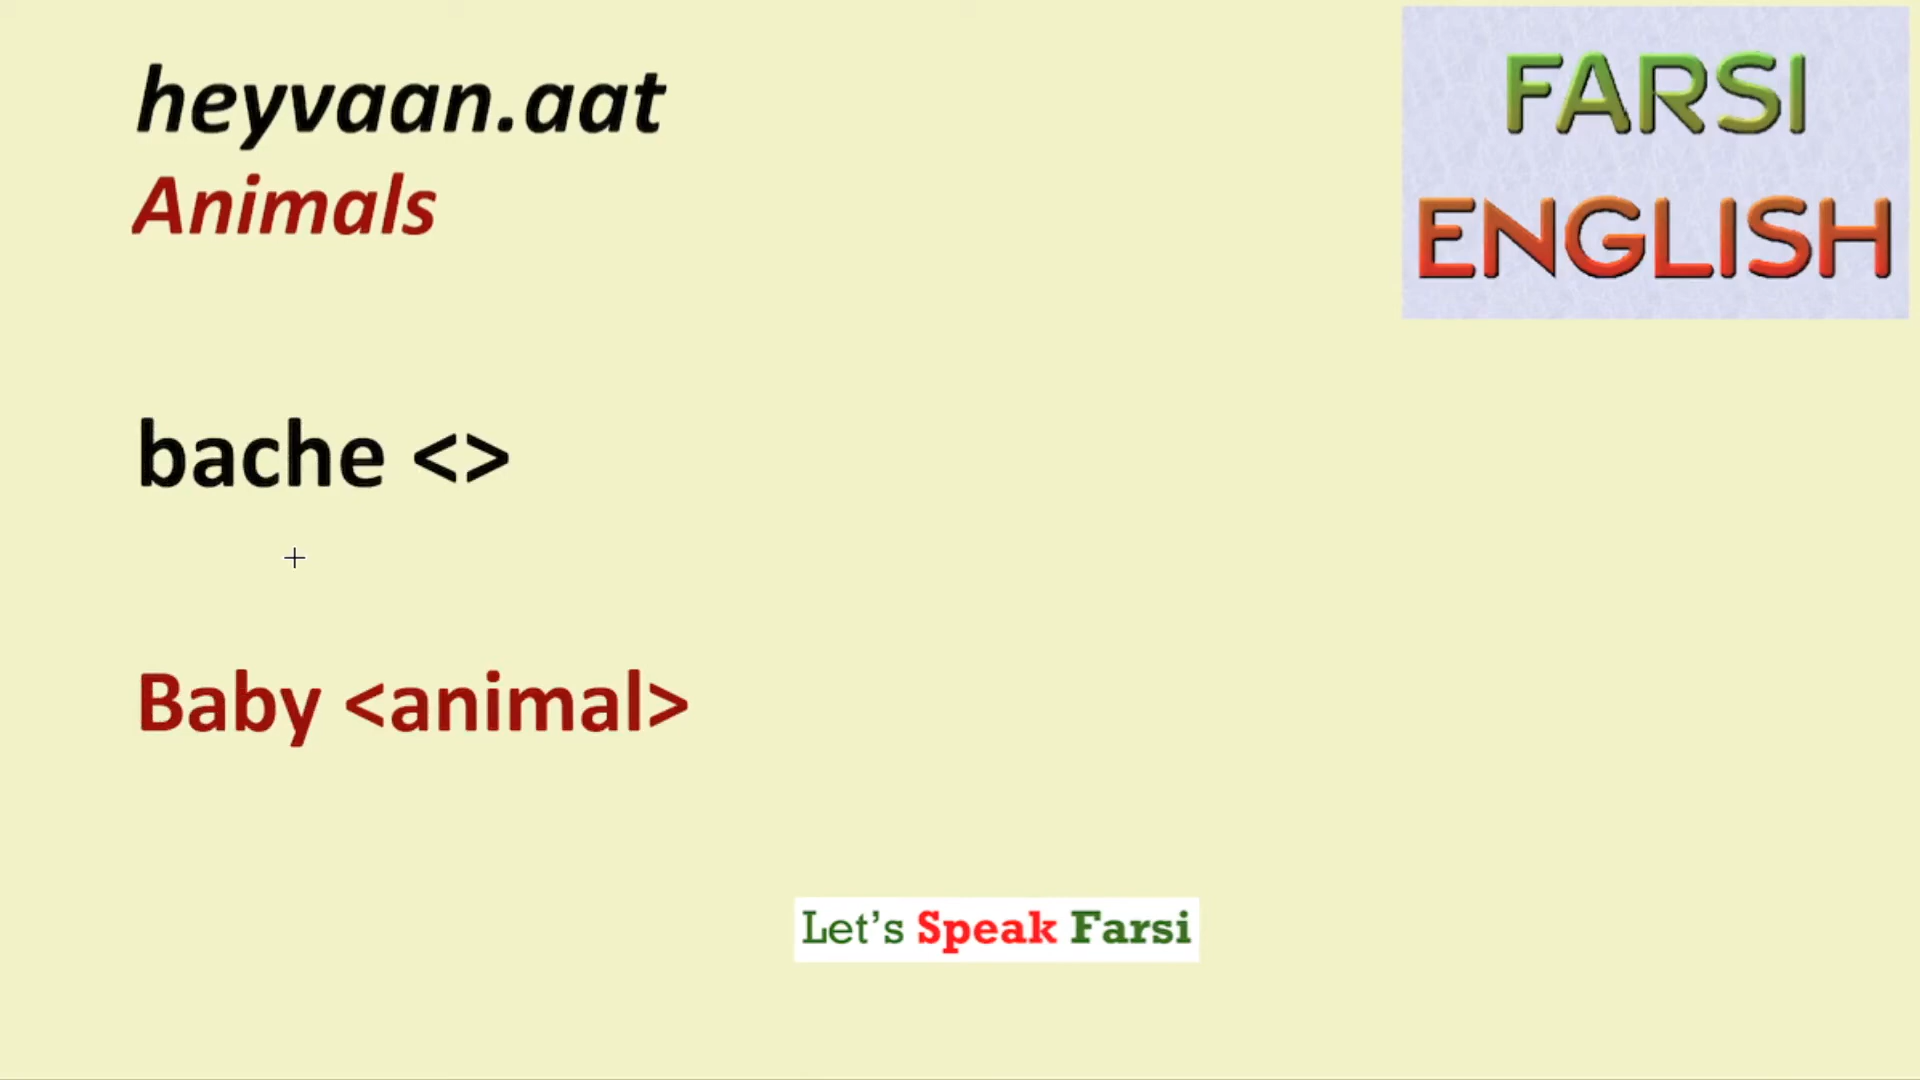 heyvaan.aat
Animals
FARSI
ENGLISH
bache <>
Baby <animal>
Let's Speak Farsi